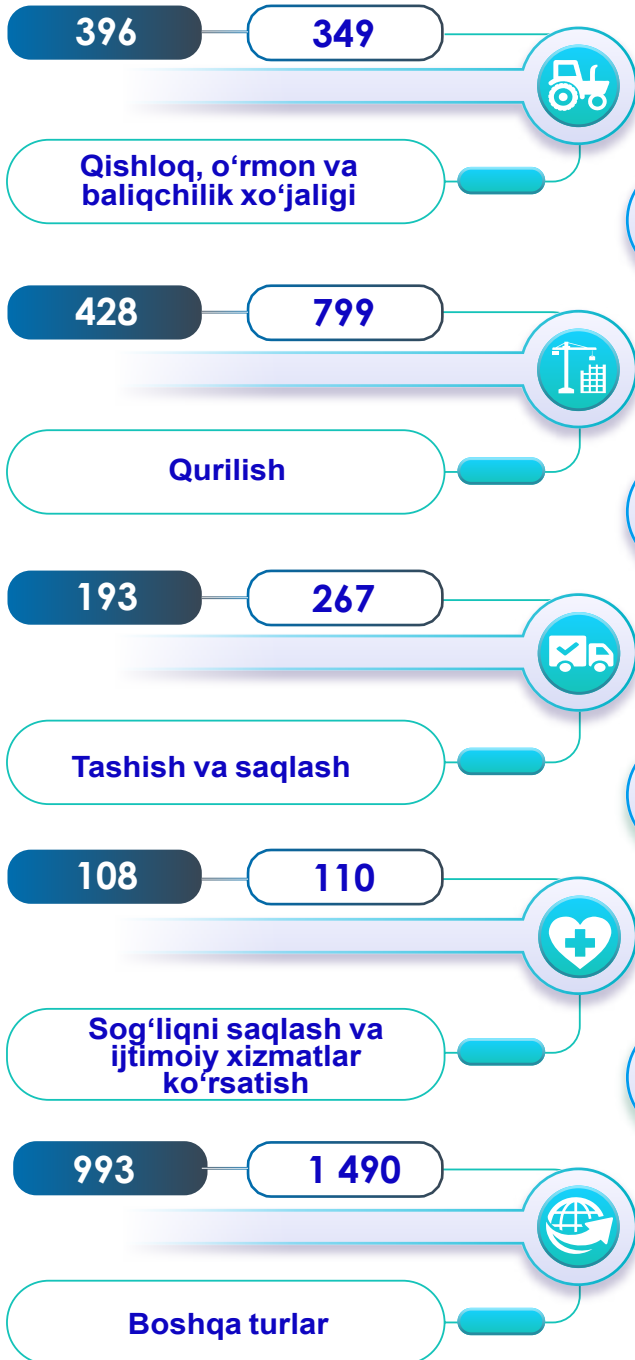 396 349
Qishloq, o‘rmon va
baliqchilik xo‘jaligi
428 799
Qurilish
193 267
Tashish va saqlash
108 110
Sog‘liqni saqlash va
ijtimoiy xizmatlar
ko‘rsatish
993 1 490
Boshqa turlar